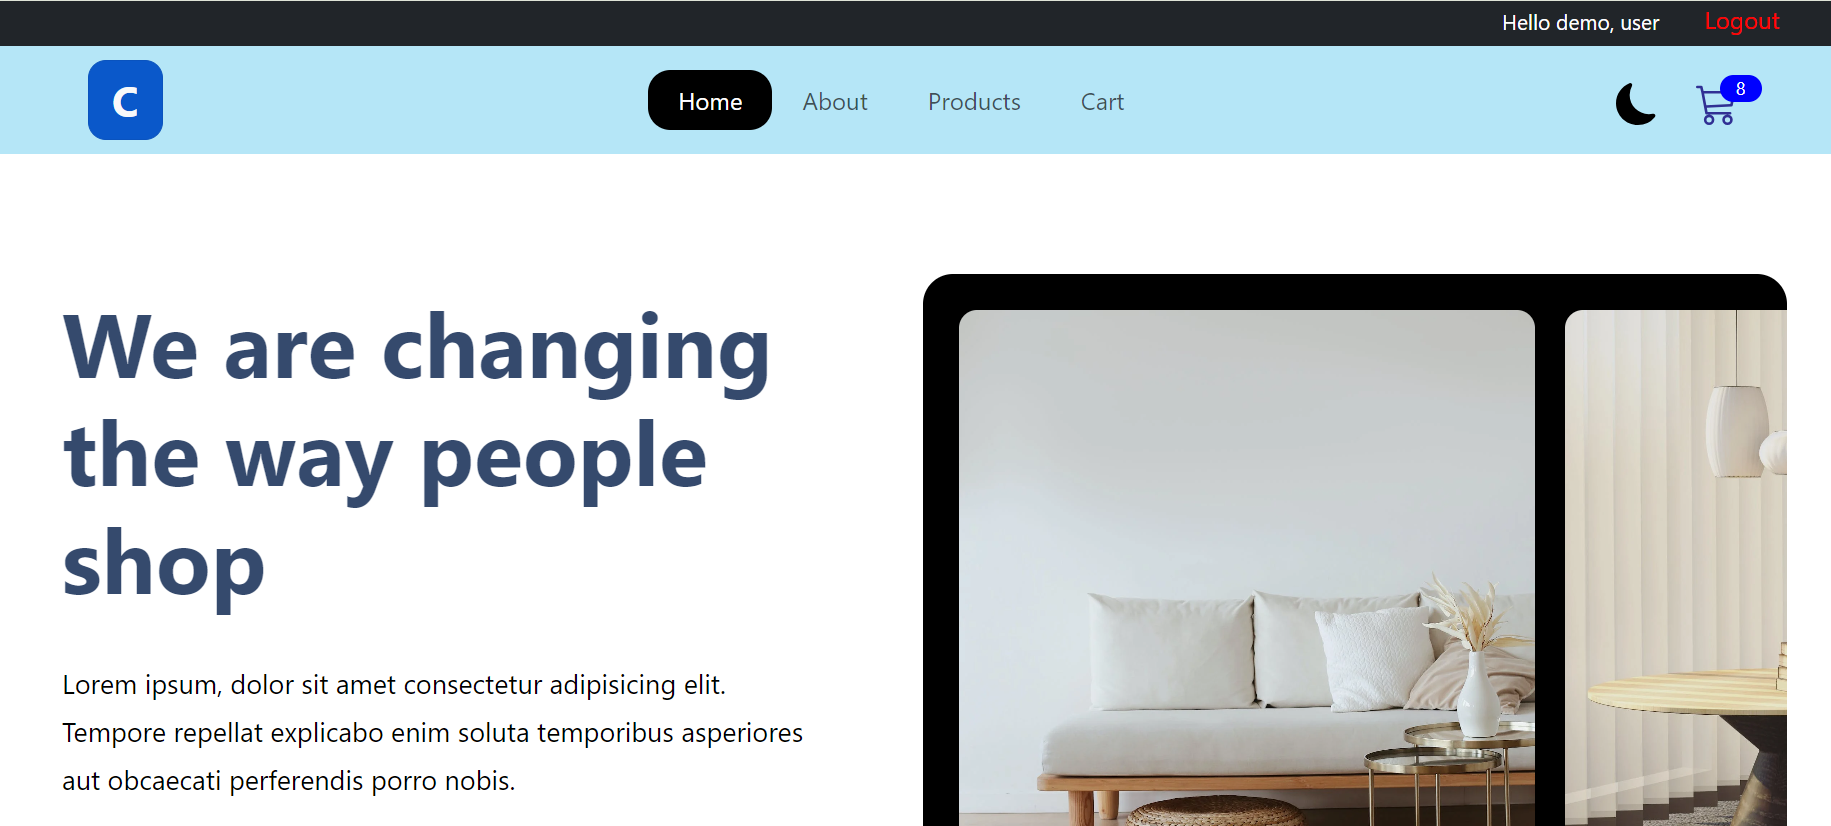 Hello demo, user Logout
C Home About Products Cart 8
We are changing
the way people
shop
Lorem ipsum, dolor sit amet consectetur adipisicing elit.
Tempore repellat explicabo enim soluta temporibus asperiores
aut obcaecati perferendis porro nobis.